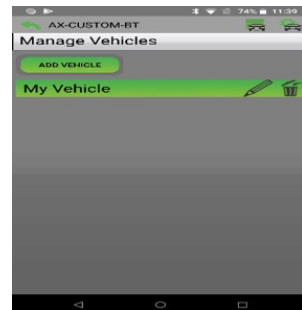 74% 11:39
AX-CUSTOM-BT
Manage Vehicles
ADD VEHICLE
My Vehicle